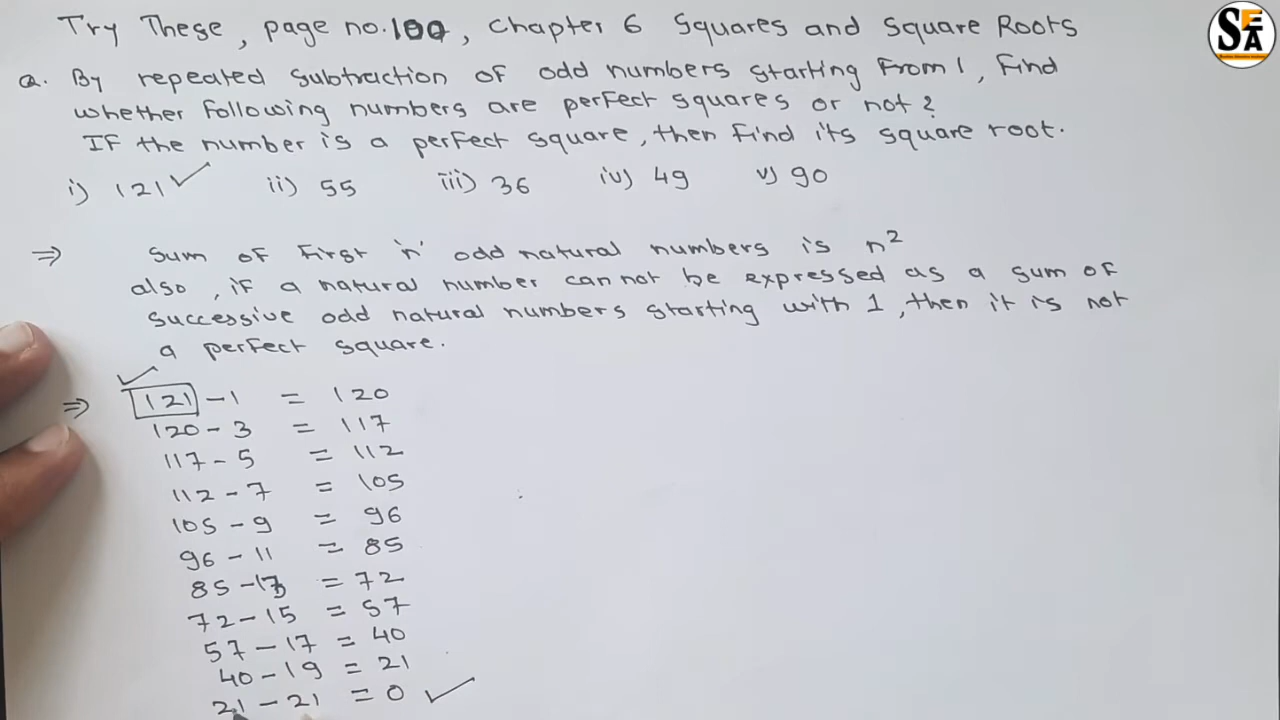 Try These, page no.100, Chapter 6 Squares and Square Roots
Q. By repeated subtraction of odd numbers starting from 1, find
whether following numbers are perfect squares or not?
If the number is a perfect square, then find its square root.
i) 121 ✓ ii) 55 iii) 36 iv) 49 v) 90
⇒ Sum of first 'n' odd natural numbers is n²
also, if a natural number cannot be expressed as a sum of
successive odd natural numbers starting with 1, then it is not
a perfect square.
⇒ 121 - 1 = 120
120 - 3 = 117
117 - 5 = 112
112 - 7 = 105
105 - 9 = 96
96 - 11 = 85
85 - 13 = 72
72 - 15 = 57
57 - 17 = 40
40 - 19 = 21
21 - 21 = 0 ✓
SEFA